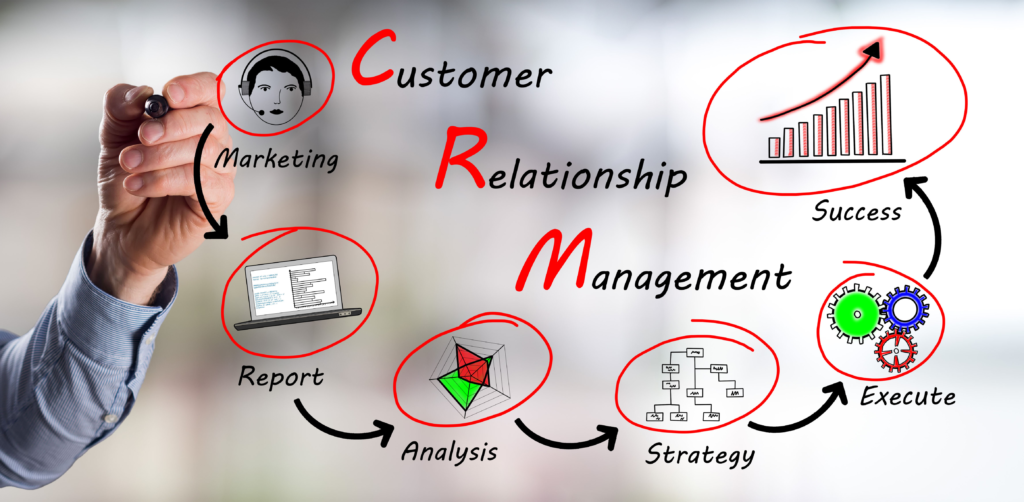 Customer
Relationship
Management
Marketing
Report
Analysis
Strategy
Execute
Success